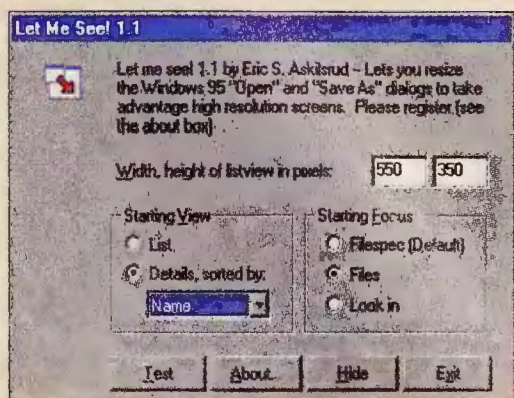 Let Me See! 1.1
Let me see! 1.1 by Eric S. Askilsrud - Lets you resize
the Windows 95 "Open" and "Save As" dialogs to take
advantage high resolution screens. Please register (see
the about box)
Width, height of listview in pixels: 550 350
Starting View
List
Details, sorted by:
Name
Starting Focus
Filespec (Default)
Files
Look in
Test About... Hide Exit